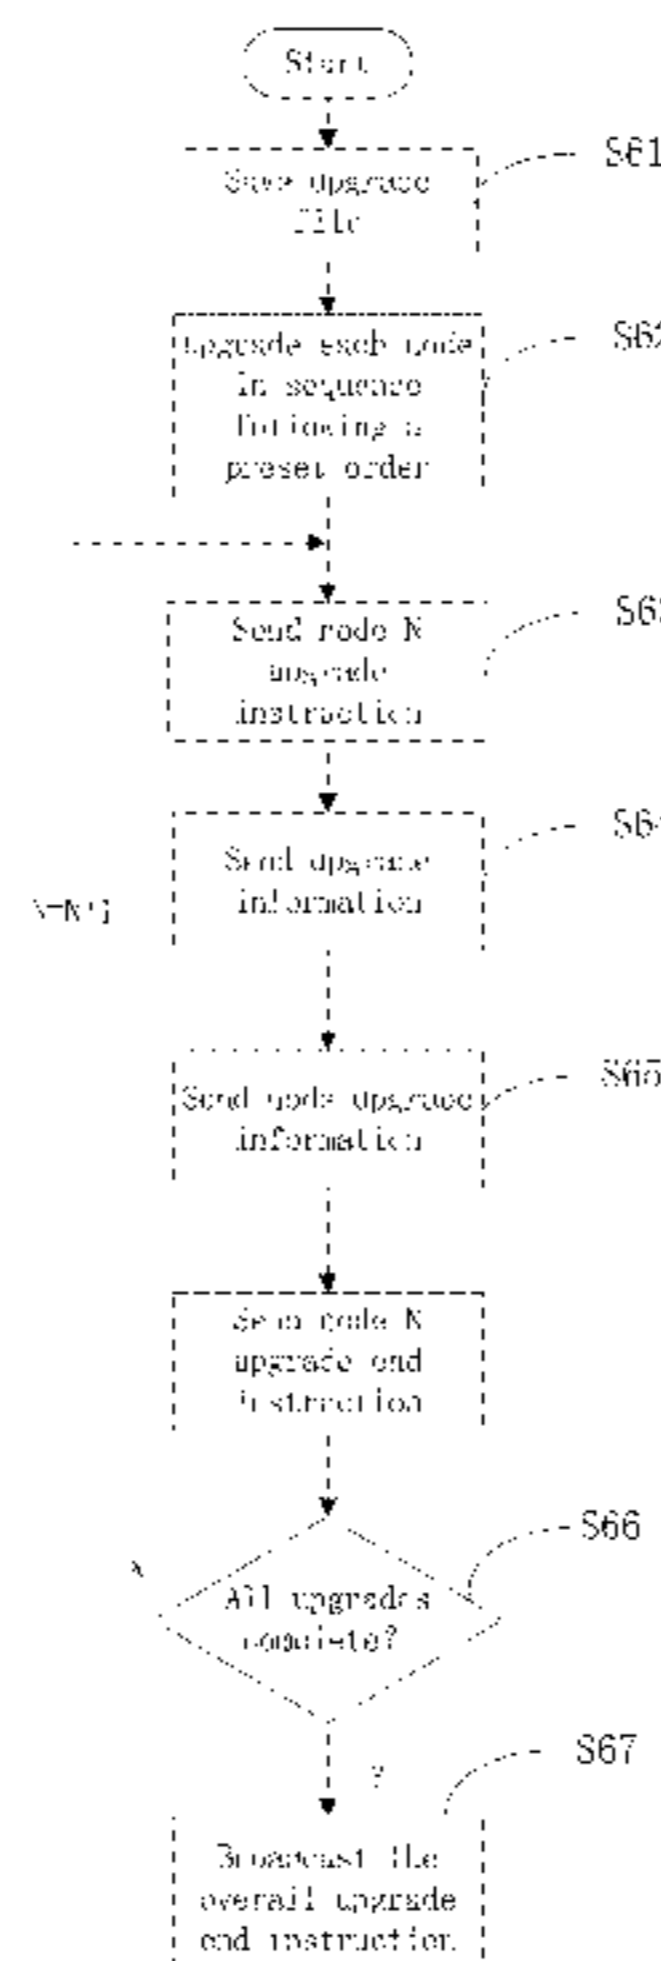 Start
S61
Save upgrade
file
S62
Upgrade each node
in sequence
following a
preset order
Send node N
upgrade
instruction
S64
Send upgrade
information
N=N+1
S65
Send node upgrade
information
Send node N
upgrade end
instruction
S66
All upgrades
complete?
S67
Y
Broadcast the
overall upgrade
end instruction